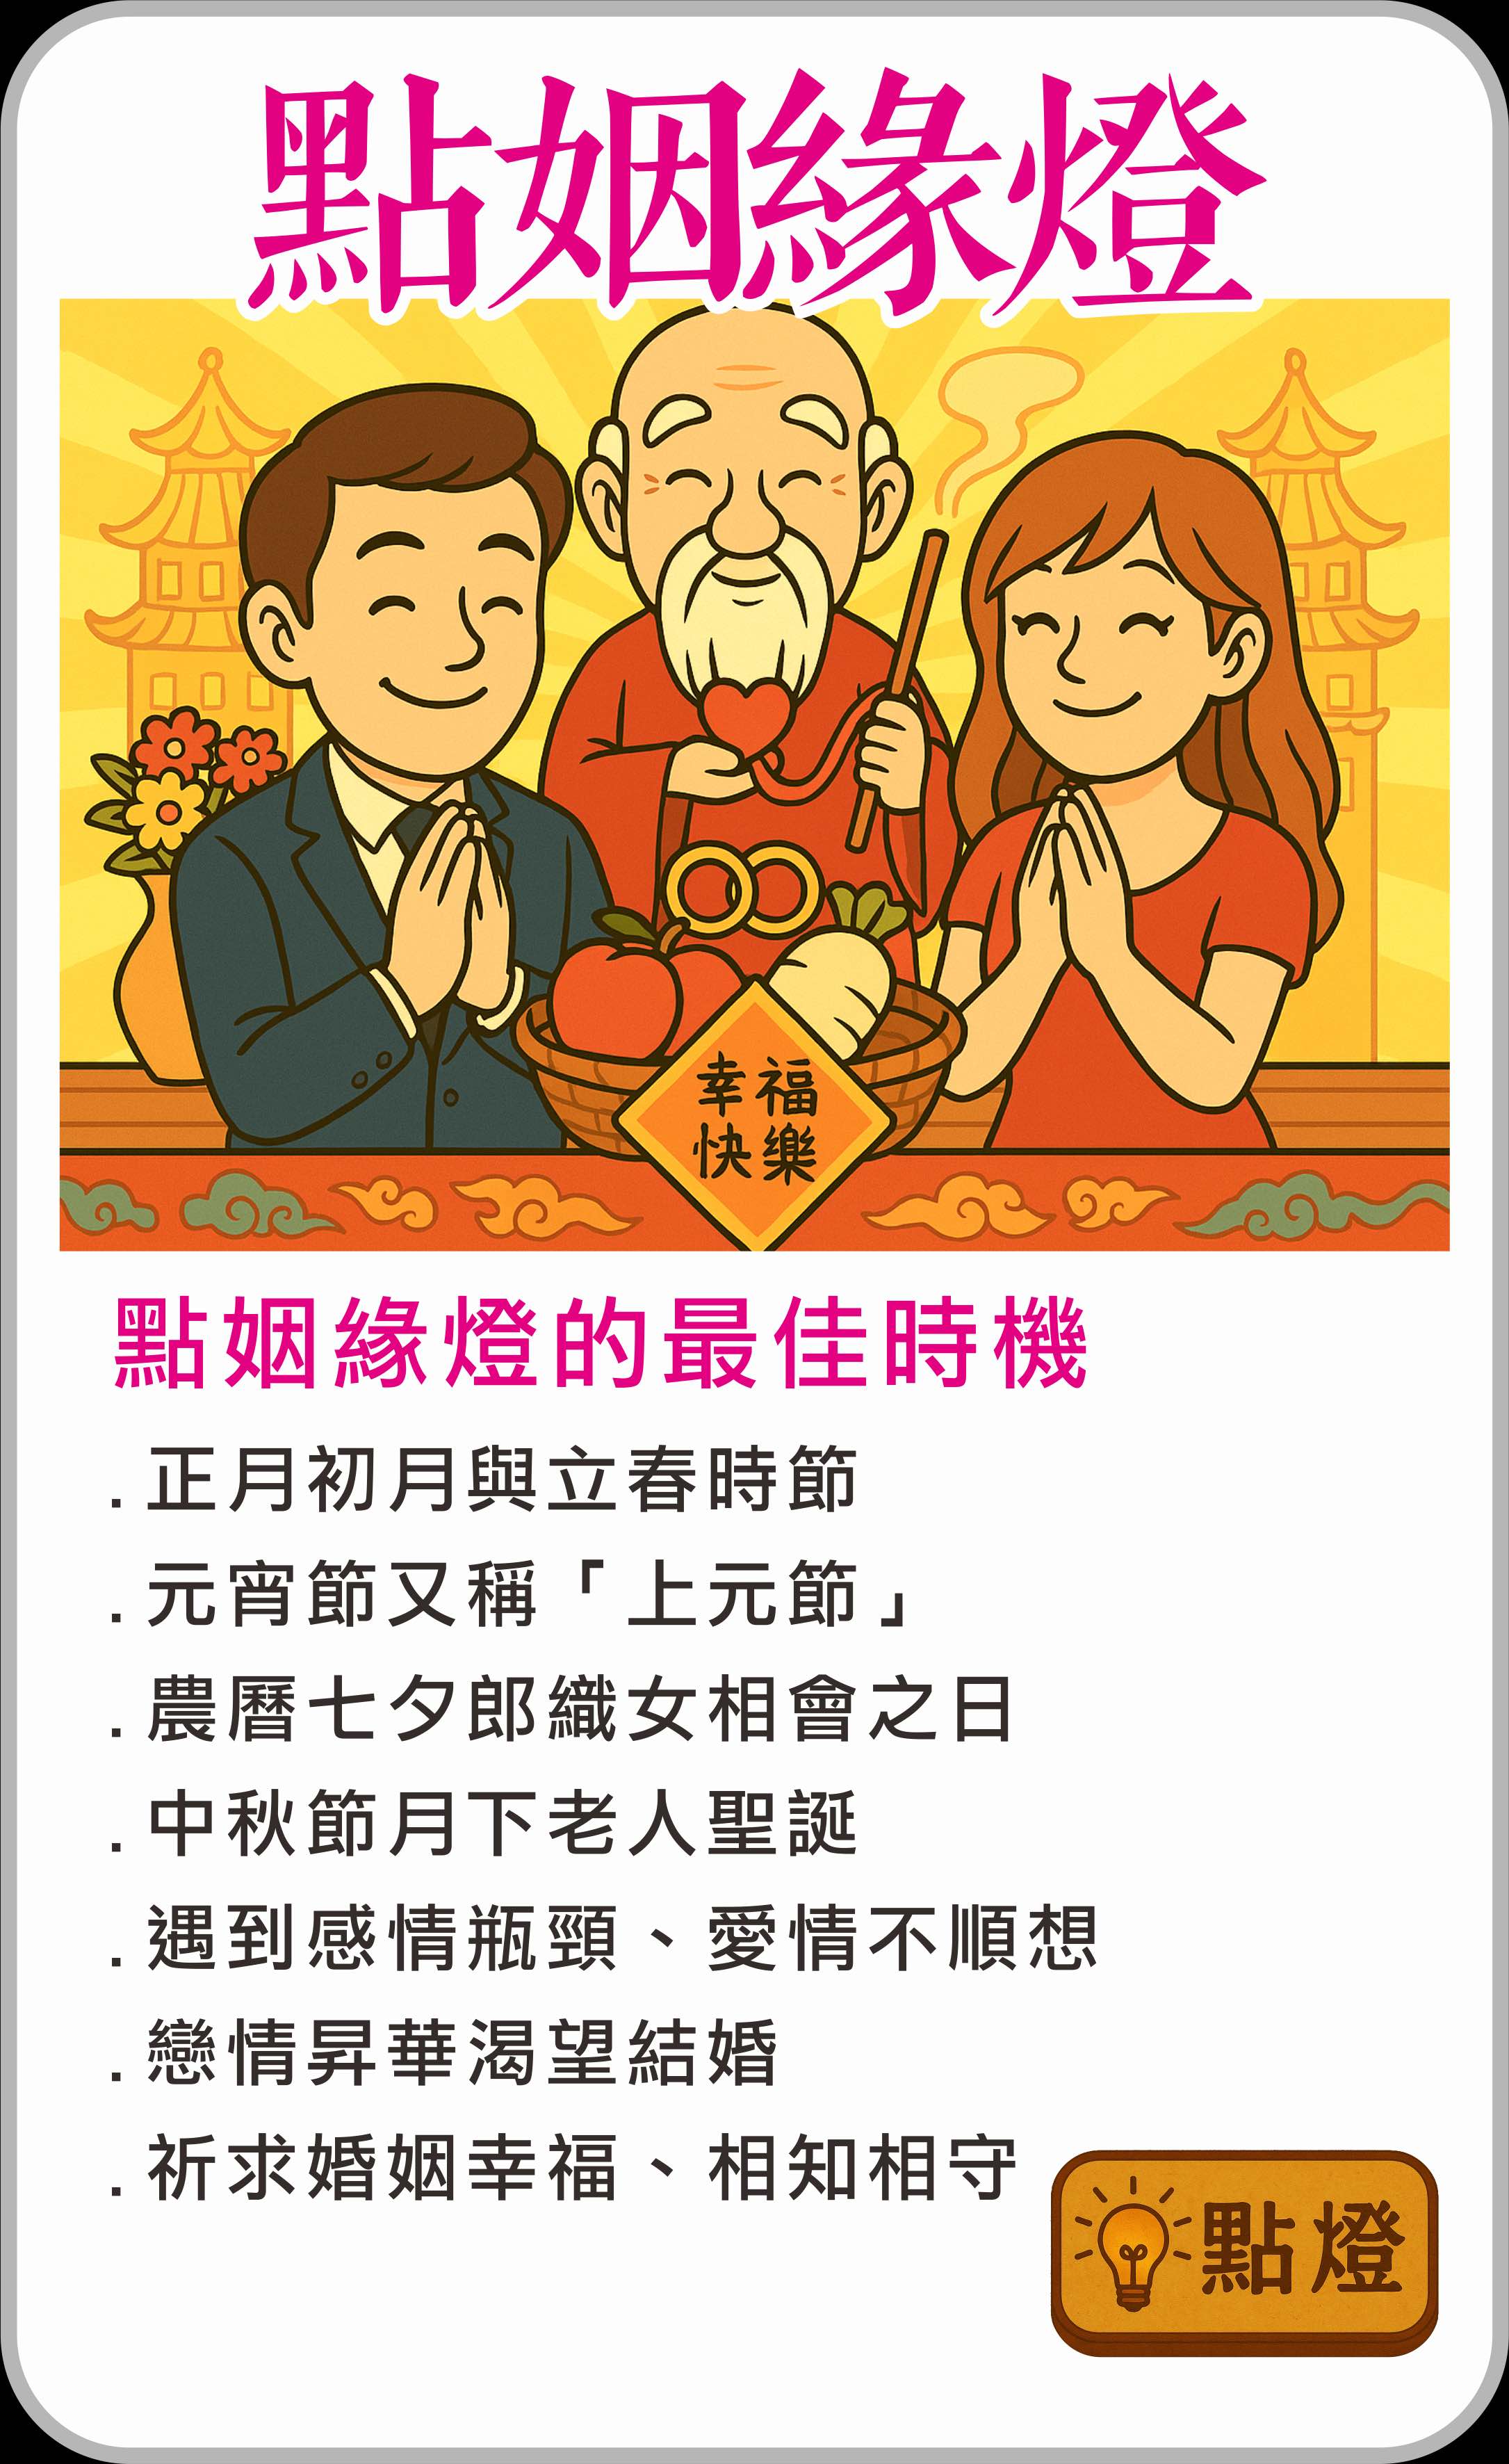 點姻緣燈
幸福
快樂
點姻緣燈的最佳時機
. 正月初月與立春時節
. 元宵節又稱「上元節」
. 農曆七夕郎織女相會之日
. 中秋節月下老人聖誕
. 遇到感情瓶頸、愛情不順想
. 戀情昇華渴望結婚
. 祈求婚姻幸福、相知相守
點燈